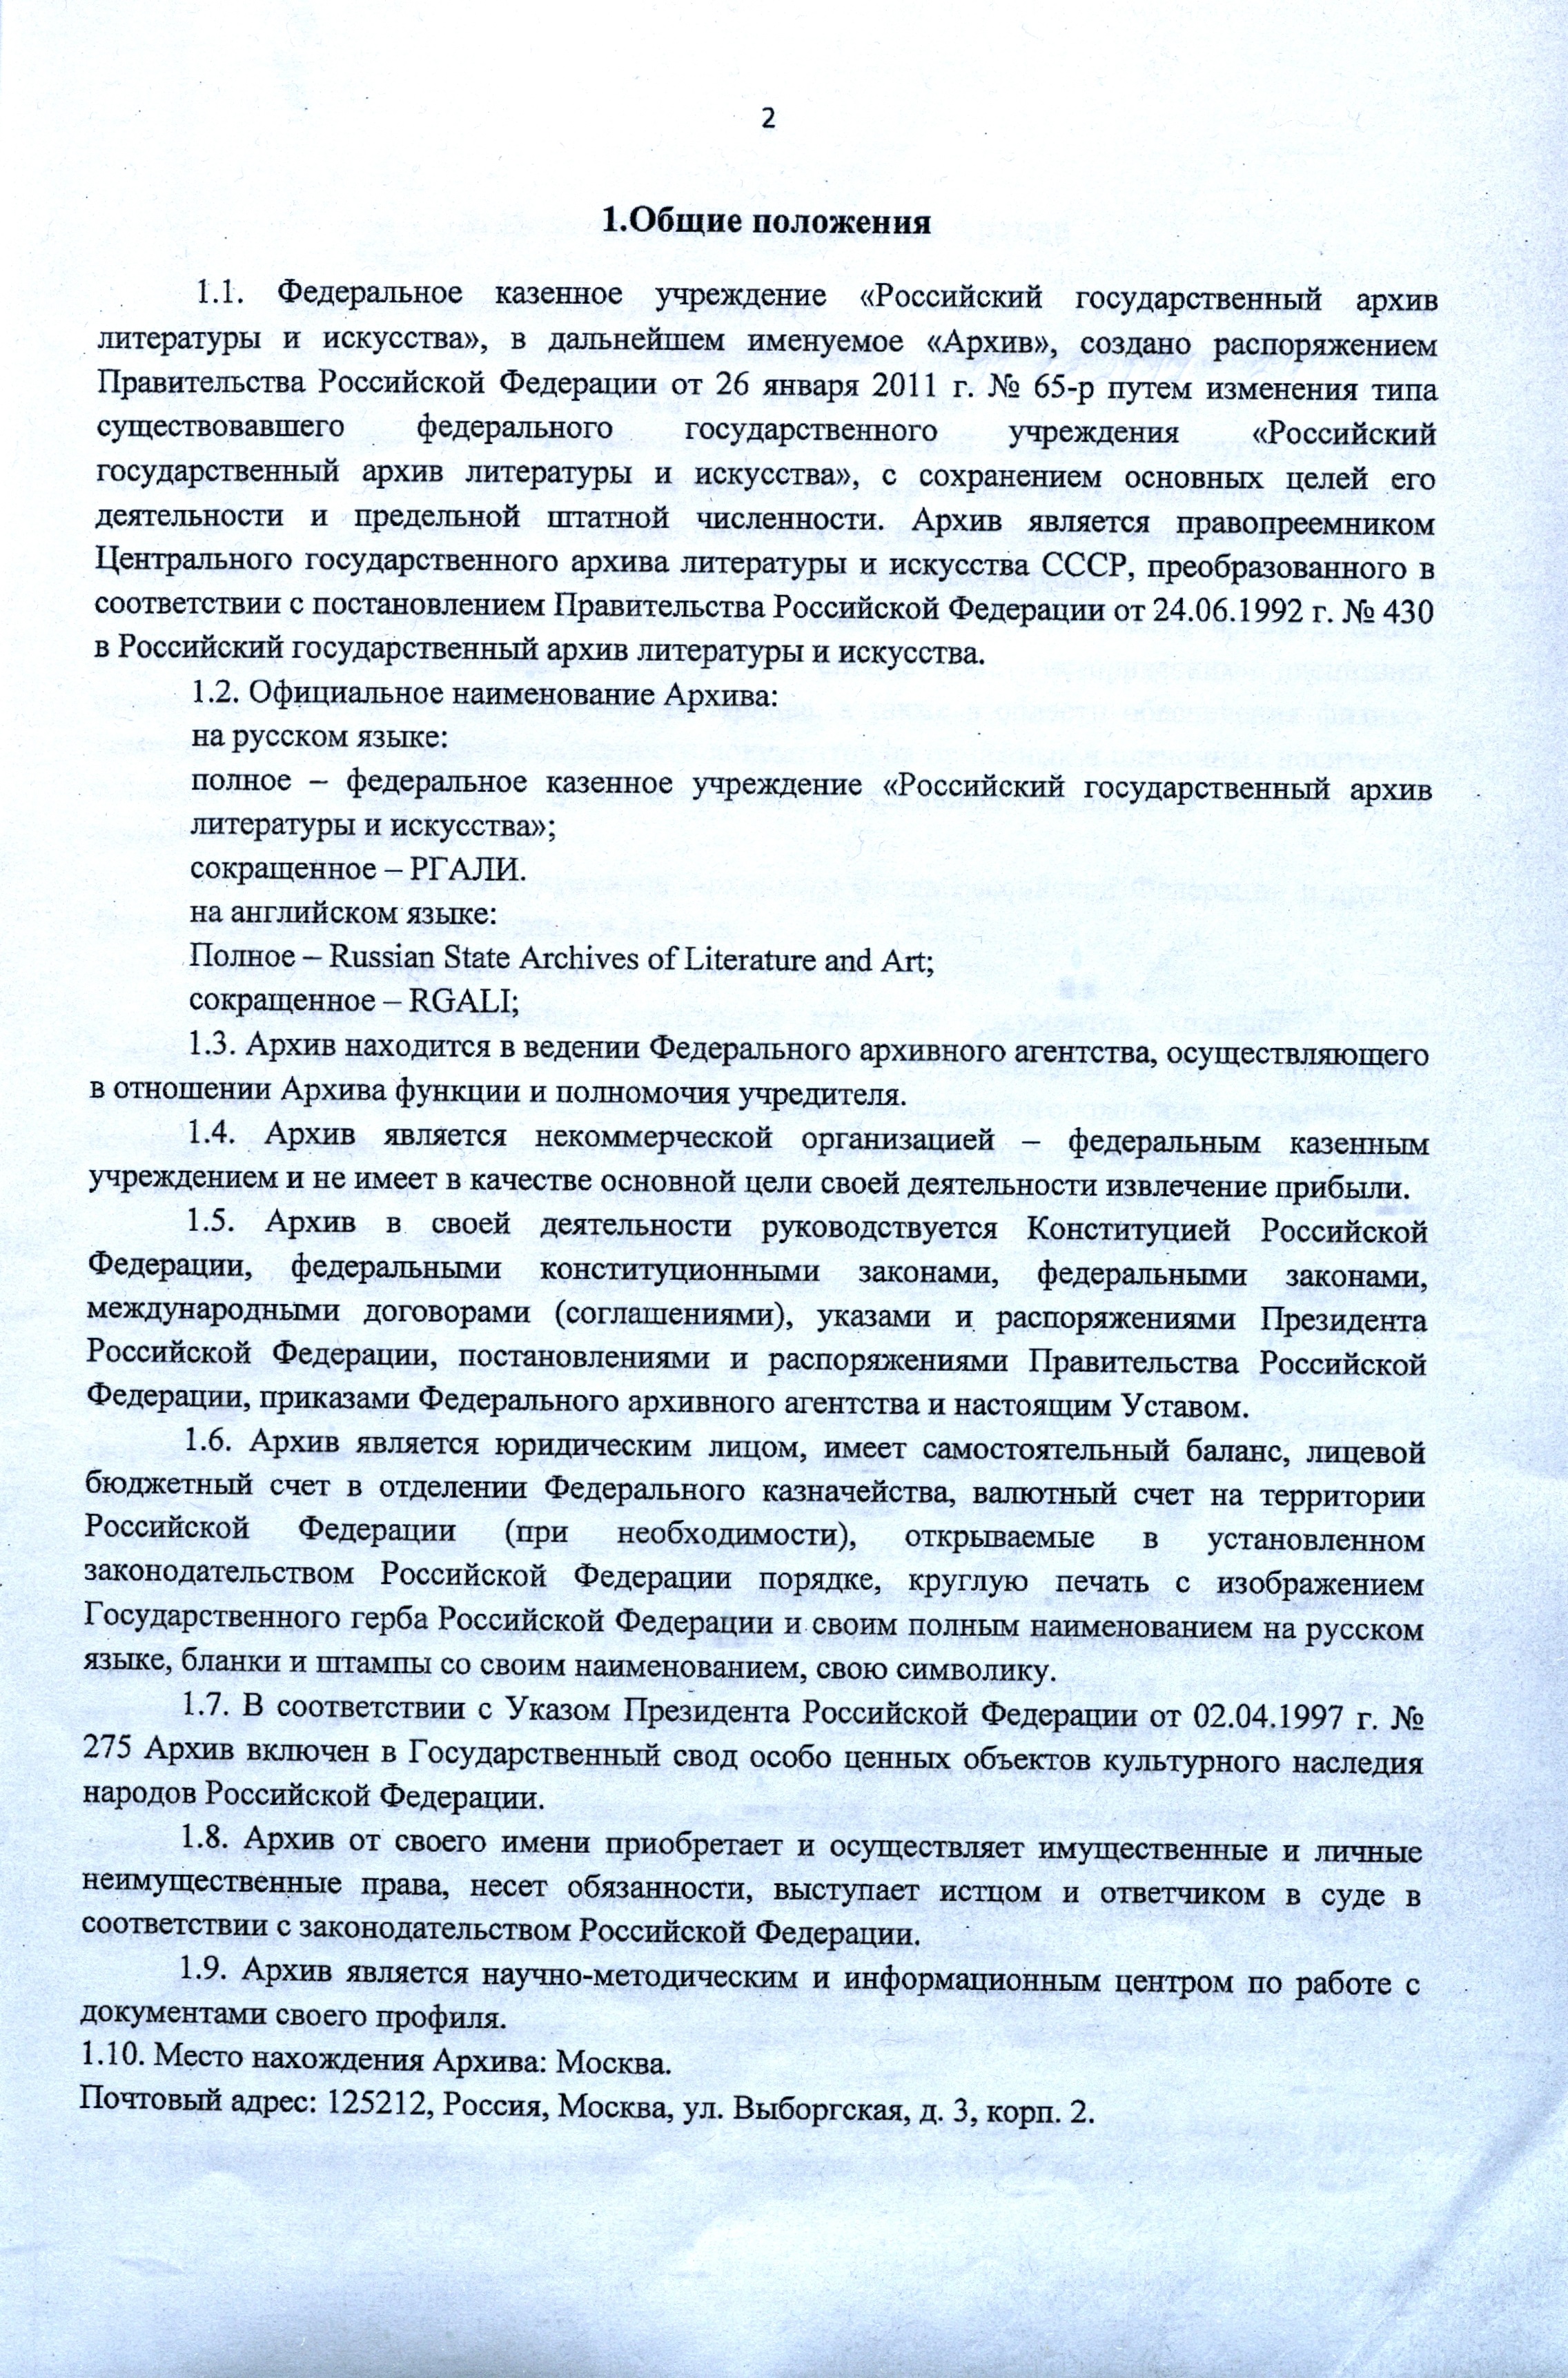 2
1.Общие положения
1.1. Федеральное казенное учреждение «Российский государственный архив
литературы и искусства», в дальнейшем именуемое «Архив», создано распоряжением
Правительства Российской Федерации от 26 января 2011 г. № 65-р путем изменения типа
существовавшего федерального государственного учреждения «Российский
государственный архив литературы и искусства», с сохранением основных целей его
деятельности и предельной штатной численности. Архив является правопреемником
Центрального государственного архива литературы и искусства СССР, преобразованного в
соответствии с постановлением Правительства Российской Федерации от 24.06.1992 г. № 430
в Российский государственный архив литературы и искусства.
1.2. Официальное наименование Архива:
на русском языке:
полное – федеральное казенное учреждение «Российский государственный архив
литературы и искусства»;
сокращенное – РГАЛИ.
на английском языке:
Полное – Russian State Archives of Literature and Art;
сокращенное – RGALI;
1.3. Архив находится в ведении Федерального архивного агентства, осуществляющего
в отношении Архива функции и полномочия учредителя.
1.4. Архив является некоммерческой организацией – федеральным казенным
учреждением и не имеет в качестве основной цели своей деятельности извлечение прибыли.
1.5. Архив в своей деятельности руководствуется Конституцией Российской
Федерации, федеральными конституционными законами, федеральными законами,
международными договорами (соглашениями), указами и распоряжениями Президента
Российской Федерации, постановлениями и распоряжениями Правительства Российской
Федерации, приказами Федерального архивного агентства и настоящим Уставом.
1.6. Архив является юридическим лицом, имеет самостоятельный баланс, лицевой
бюджетный счет в отделении Федерального казначейства, валютный счет на территории
Российской Федерации (при необходимости), открываемые в установленном
законодательством Российской Федерации порядке, круглую печать с изображением
Государственного герба Российской Федерации и своим полным наименованием на русском
языке, бланки и штампы со своим наименованием, свою символику.
1.7. В соответствии с Указом Президента Российской Федерации от 02.04.1997 г. №
275 Архив включен в Государственный свод особо ценных объектов культурного наследия
народов Российской Федерации.
1.8. Архив от своего имени приобретает и осуществляет имущественные и личные
неимущественные права, несет обязанности, выступает истцом и ответчиком в суде в
соответствии с законодательством Российской Федерации.
1.9. Архив является научно-методическим и информационным центром по работе с
документами своего профиля.
1.10. Место нахождения Архива: Москва.
Почтовый адрес: 125212, Россия, Москва, ул. Выборгская, д. 3, корп. 2.